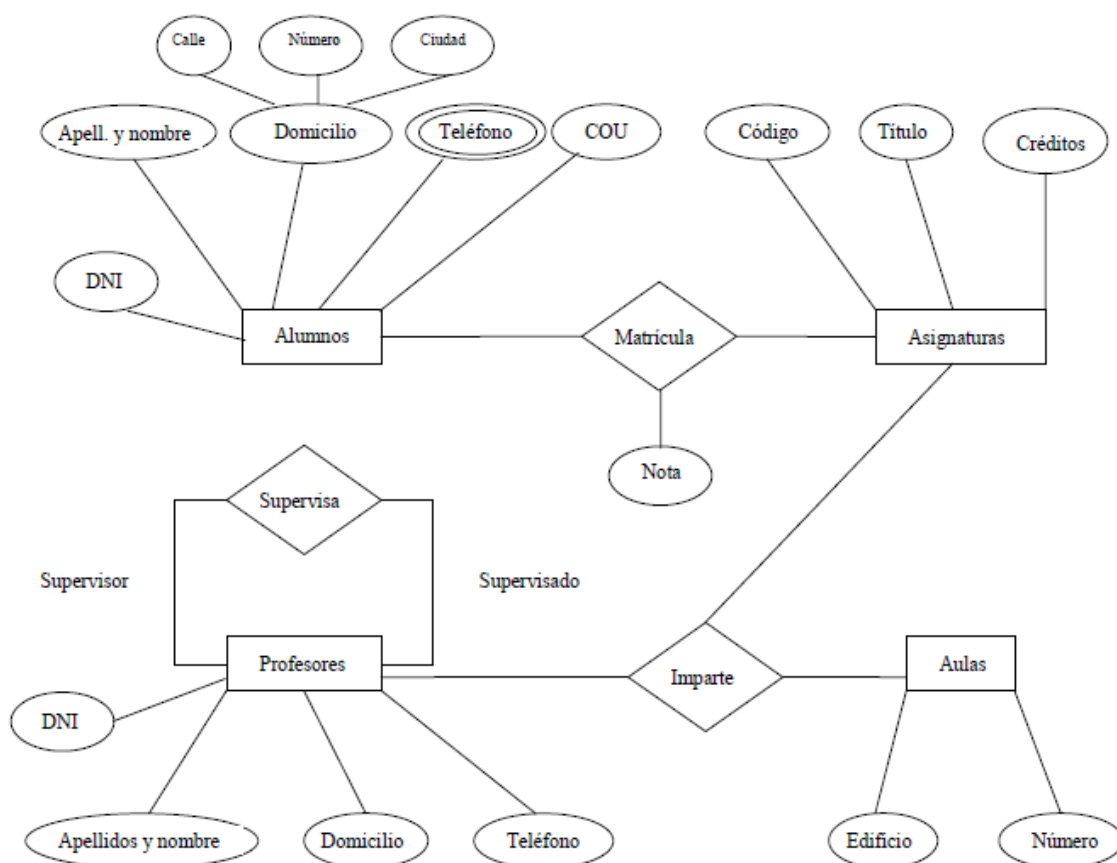 Calle
Número
Ciudad
Apell. y nombre
Domicilio
Teléfono
COU
Código
Título
Créditos
DNI
Alumnos
Matrícula
Asignaturas
Nota
Supervisa
Supervisor
Supervisado
Profesores
Imparte
Aulas
DNI
Apellidos y nombre
Domicilio
Teléfono
Edificio
Número